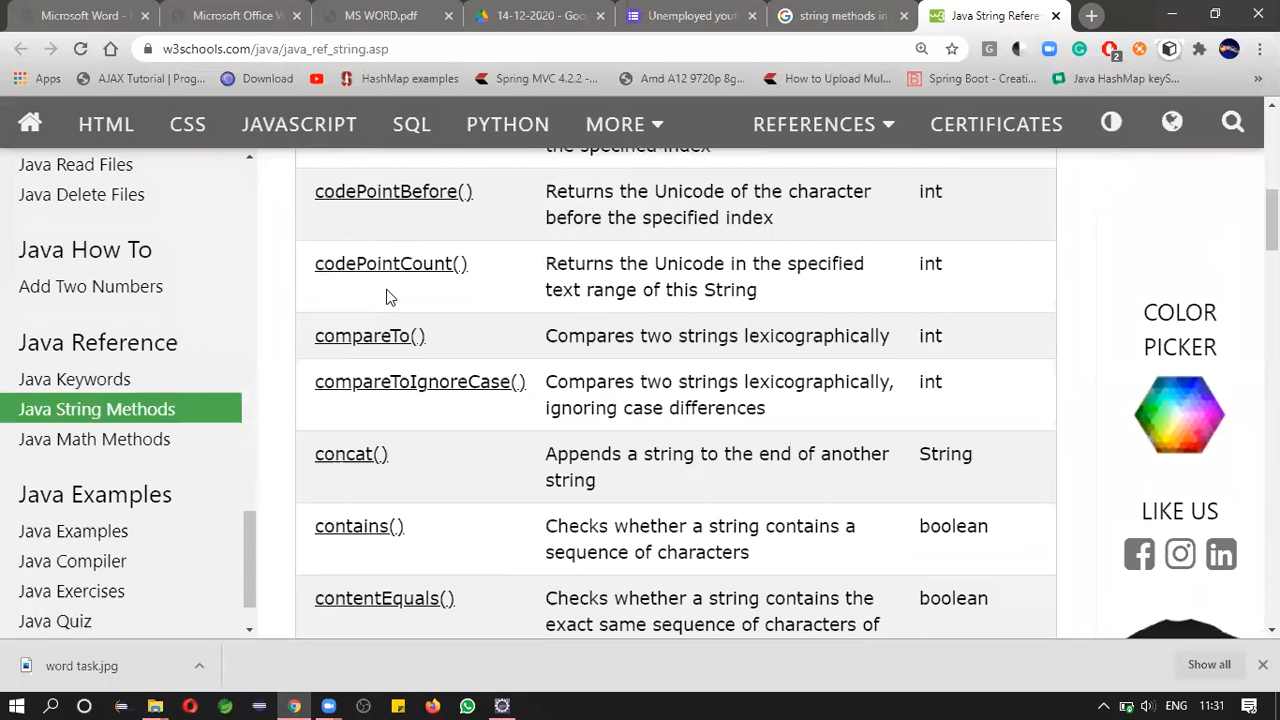 Microsoft Word - M
Microsoft Office W
MS WORD.pdf
14-12-2020 - Goo
Unemployed yout
string methods in
Java String Refere
w3schools.com/java/java_ref_string.asp
2
Apps
AJAX Tutorial | Prog...
Download
HashMap examples
Spring MVC 4.2.2 -...
Amd A12 9720p Rg...
How to Upload Mul...
Spring Boot - Creati...
Java HashMap keyS...
»
HTML
CSS
JAVASCRIPT
SQL
PYTHON
MORE
REFERENCES
CERTIFICATES
Java Read Files
Java Delete Files
Java How To
Add Two Numbers
Java Reference
Java Keywords
Java String Methods
Java Math Methods
Java Examples
Java Examples
Java Compiler
Java Exercises
Java Quiz
the specified index
codePointBefore() Returns the Unicode of the character int
before the specified index
codePointCount() Returns the Unicode in the specified int
text range of this String
compareTo() Compares two strings lexicographically int
compareToIgnoreCase() Compares two strings lexicographically, int
ignoring case differences
concat() Appends a string to the end of another String
string
contains() Checks whether a string contains a boolean
sequence of characters
contentEquals() Checks whether a string contains the boolean
exact same sequence of characters of
COLOR
PICKER
LIKE US
word task.jpg
Show all
ENG
11:31